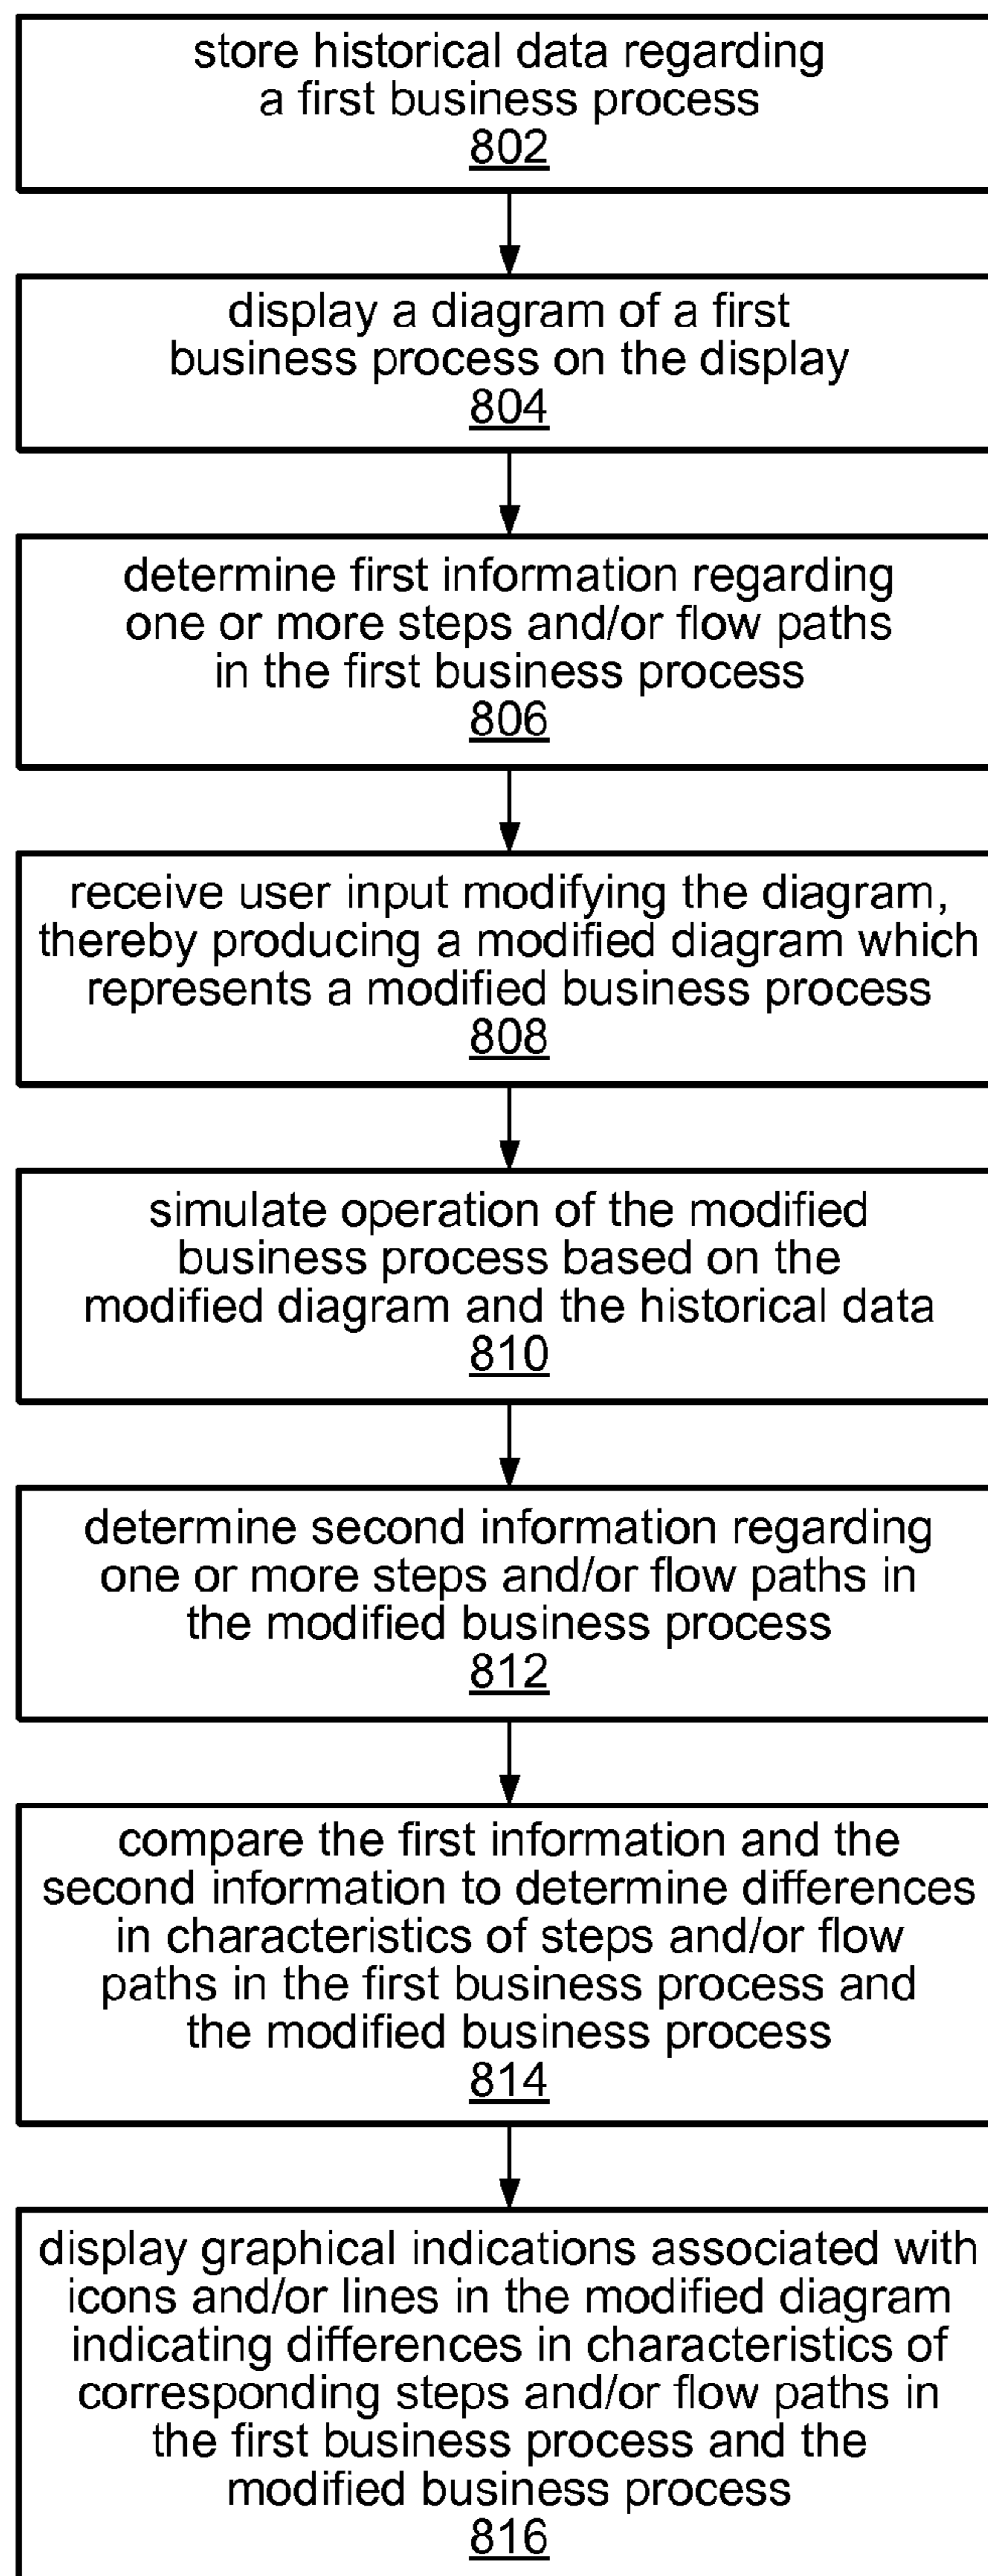 store historical data regarding
a first business process
802
display a diagram of a first
business process on the display
804
determine first information regarding
one or more steps and/or flow paths
in the first business process
806
receive user input modifying the diagram,
thereby producing a modified diagram which
represents a modified business process
808
simulate operation of the modified
business process based on the
modified diagram and the historical data
810
determine second information regarding
one or more steps and/or flow paths in
the modified business process
812
compare the first information and the
second information to determine differences
in characteristics of steps and/or flow
paths in the first business process and
the modified business process
814
display graphical indications associated with
icons and/or lines in the modified diagram
indicating differences in characteristics of
corresponding steps and/or flow paths in
the first business process and the
modified business process
816